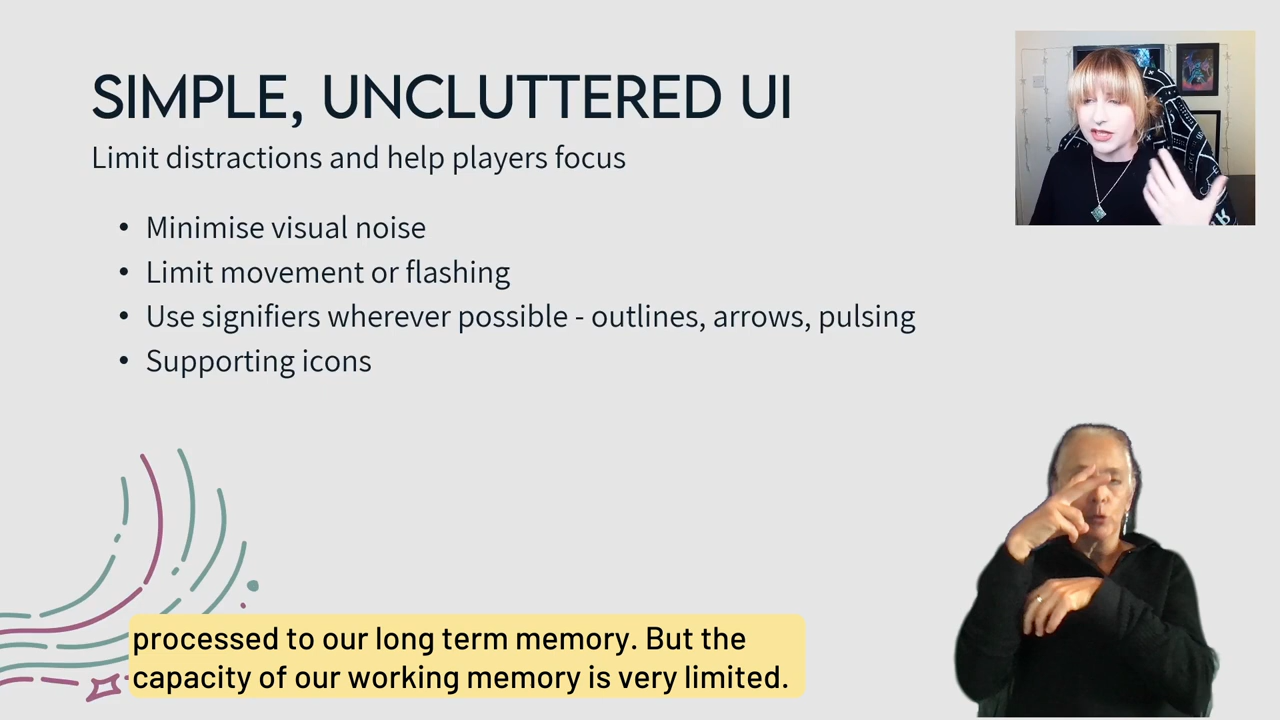 SIMPLE, UNCLUTTERED UI
Limit distractions and help players focus
• Minimise visual noise
• Limit movement or flashing
• Use signifiers wherever possible - outlines, arrows, pulsing
• Supporting icons
processed to our long term memory. But the
capacity of our working memory is very limited.